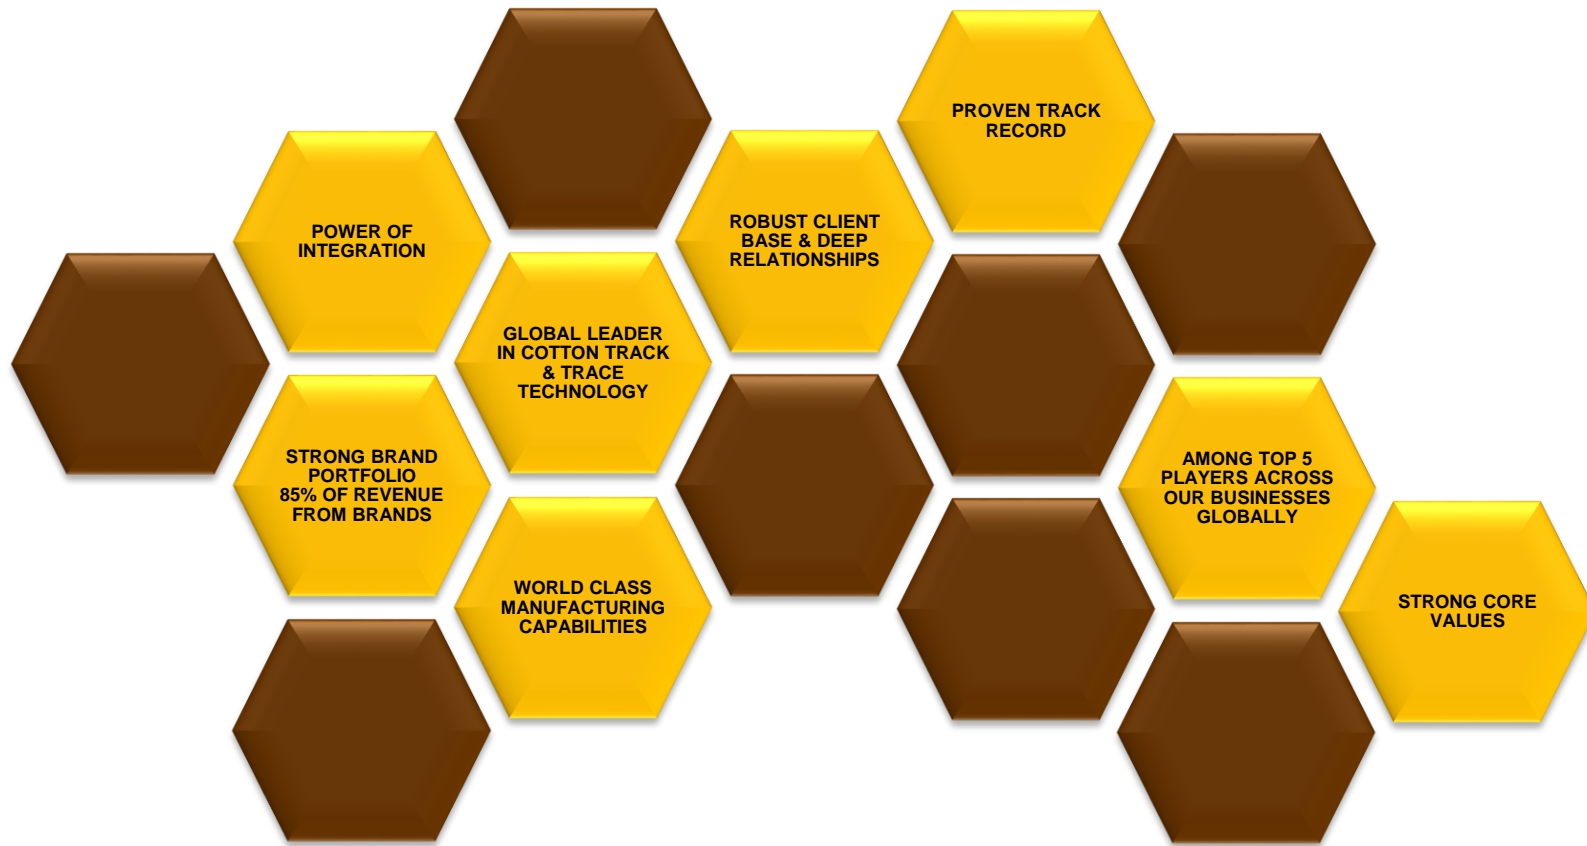 PROVEN TRACK
RECORD
POWER OF
INTEGRATION
ROBUST CLIENT
BASE & DEEP
RELATIONSHIPS
GLOBAL LEADER
IN COTTON TRACK
& TRACE
TECHNOLOGY
STRONG BRAND
PORTFOLIO
85% OF REVENUE
FROM BRANDS
AMONG TOP 5
PLAYERS ACROSS
OUR BUSINESSES
GLOBALLY
WORLD CLASS
MANUFACTURING
CAPABILITIES
STRONG CORE
VALUES